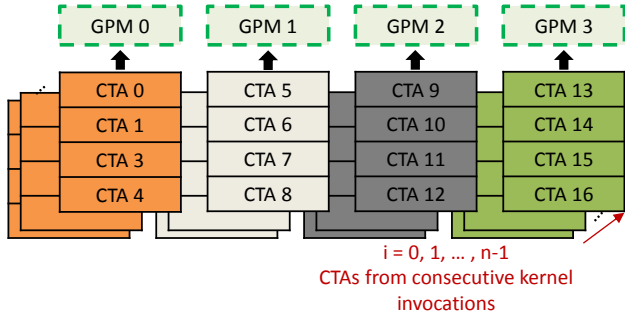 GPM 0 GPM 1 GPM 2 GPM 3
CTA 0 CTA 5 CTA 9 CTA 13
CTA 1 CTA 6 CTA 10 CTA 14
CTA 3 CTA 7 CTA 11 CTA 15
CTA 4 CTA 8 CTA 12 CTA 16
i = 0, 1, … , n-1
CTAs from consecutive kernel
invocations